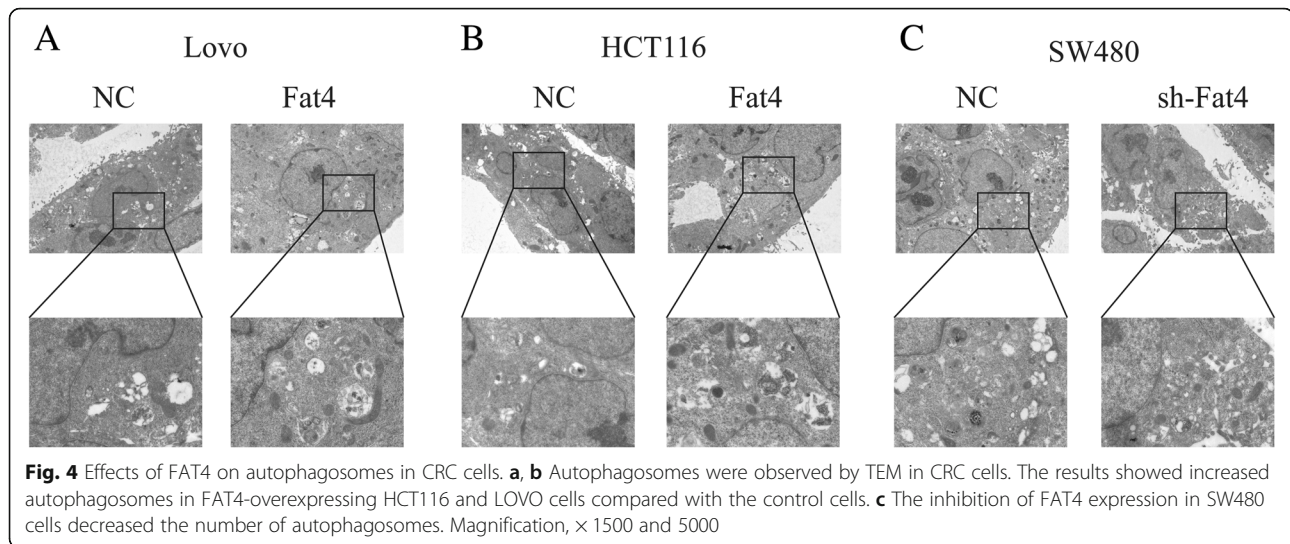 A B C
Lovo HCT116 SW480
NC Fat4 NC Fat4 NC sh-Fat4
Fig. 4 Effects of FAT4 on autophagosomes in CRC cells. a, b Autophagosomes were observed by TEM in CRC cells. The results showed increased
autophagosomes in FAT4-overexpressing HCT116 and LOVO cells compared with the control cells. c The inhibition of FAT4 expression in SW480
cells decreased the number of autophagosomes. Magnification, × 1500 and 5000